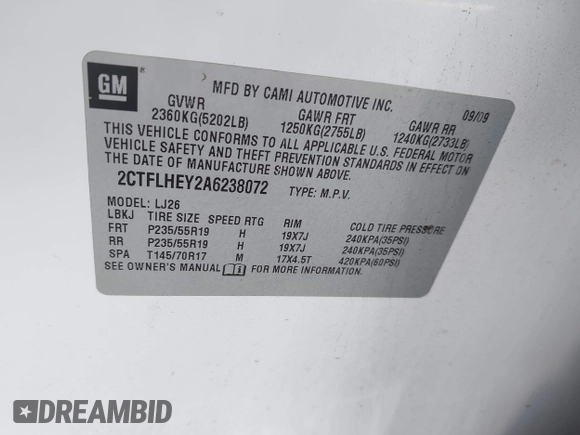 GM
MFD BY CAMI AUTOMOTIVE INC. 09/09
GVWR GAWR FRT GAWR RR
2360KG(5202LB) 1250KG(2755LB) 1240KG(2733LB)
THIS VEHICLE CONFORMS TO ALL APPLICABLE U.S. FEDERAL MOTOR
VEHICLE SAFETY AND THEFT PREVENTION STANDARDS IN EFFECT ON
THE DATE OF MANUFACTURE SHOWN ABOVE.
2CTFLHEY2A6238072 TYPE: M.P.V.
MODEL: LJ26
LBKJ TIRE SIZE SPEED RTG RIM COLD TIRE PRESSURE
FRT P235/55R19 H 19X7J 240KPA(35PSI)
RR P235/55R19 H 19X7J 240KPA(35PSI)
SPA T145/70R17 M 17X4.5T 420KPA(60PSI)
SEE OWNER'S MANUAL FOR MORE INFORMATION.
DREAMBID